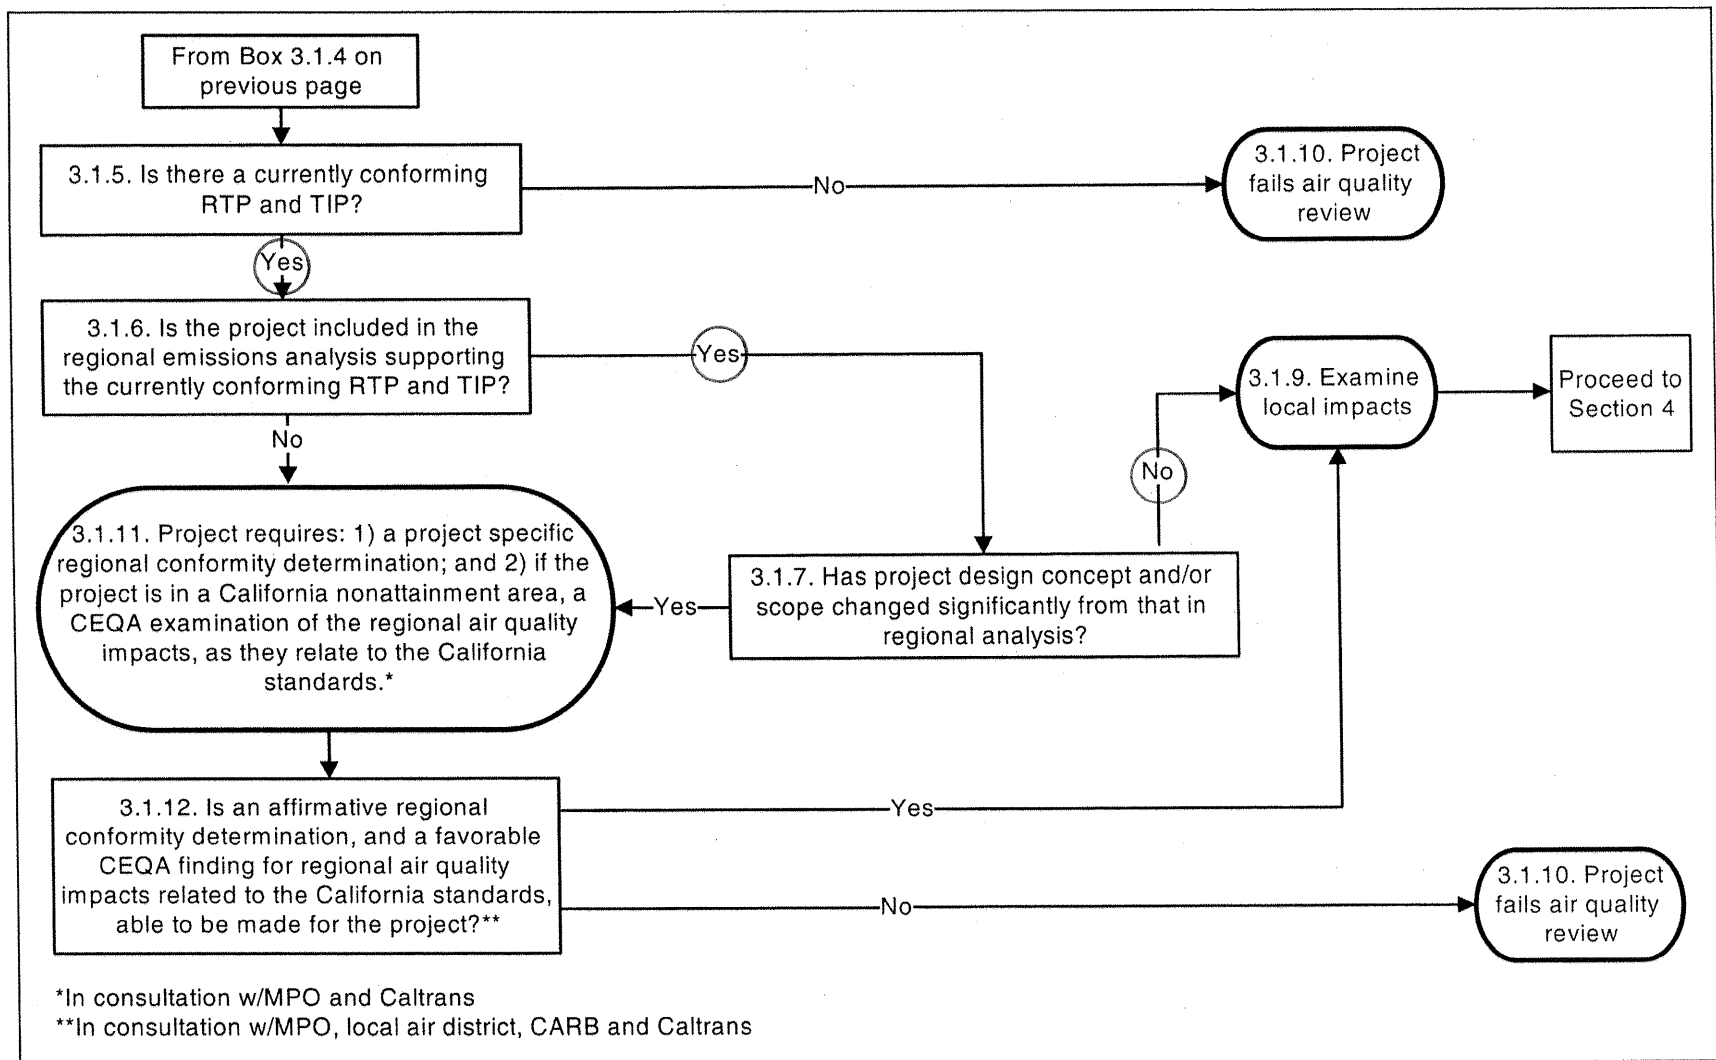 From Box 3.1.4 on
previous page
3.1.5. Is there a currently conforming
RTP and TIP?
No
3.1.10. Project
fails air quality
review
Yes
3.1.6. Is the project included in the
regional emissions analysis supporting
the currently conforming RTP and TIP?
Yes
3.1.9. Examine
local impacts
Proceed to
Section 4
No
No
3.1.11. Project requires: 1) a project specific
regional conformity determination; and 2) if the
project is in a California nonattainment area, a
CEQA examination of the regional air quality
impacts, as they relate to the California
standards.*
Yes
3.1.7. Has project design concept and/or
scope changed significantly from that in
regional analysis?
3.1.12. Is an affirmative regional
conformity determination, and a favorable
CEQA finding for regional air quality
impacts related to the California standards,
able to be made for the project?**
Yes
No
3.1.10. Project
fails air quality
review
*In consultation w/MPO and Caltrans
**In consultation w/MPO, local air district, CARB and Caltrans